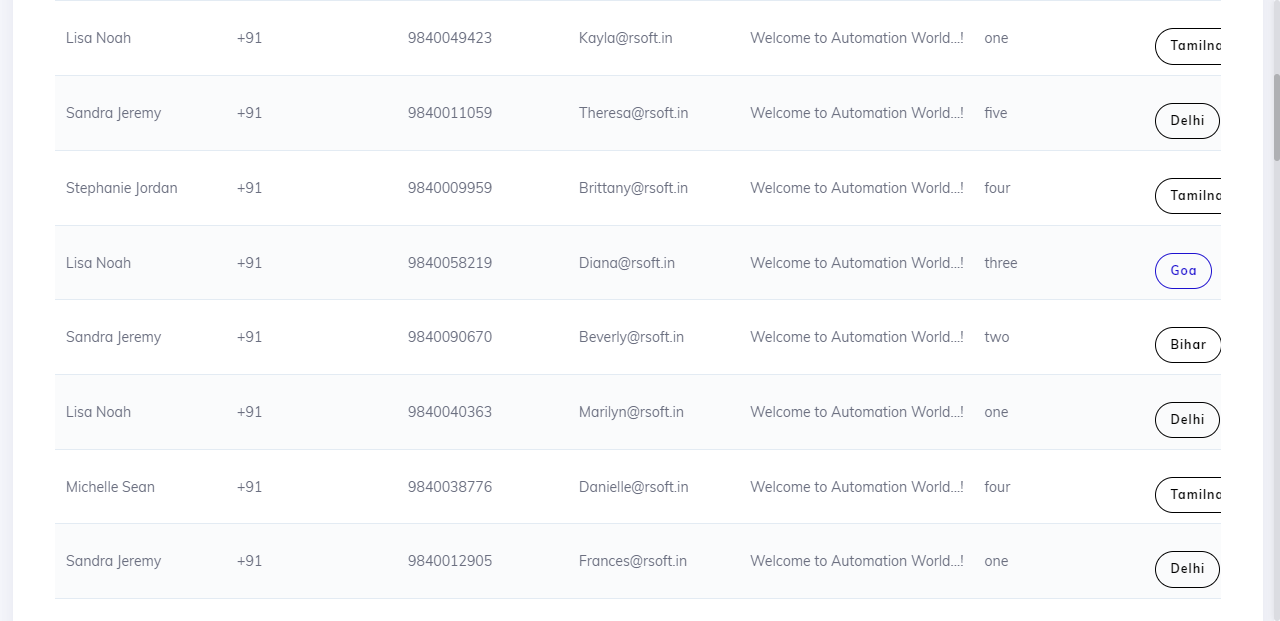 Lisa Noah +91 9840049423 Kayla@rsoft.in Welcome to Automation World...! one
Sandra Jeremy +91 9840011059 Theresa@rsoft.in Welcome to Automation World...! five Delhi
Stephanie Jordan +91 9840009959 Brittany@rsoft.in Welcome to Automation World...! four
Lisa Noah +91 9840058219 Diana@rsoft.in Welcome to Automation World...! three Goa
Sandra Jeremy +91 9840090670 Beverly@rsoft.in Welcome to Automation World...! two Bihar
Lisa Noah +91 9840040363 Marilyn@rsoft.in Welcome to Automation World...! one Delhi
Michelle Sean +91 9840038776 Danielle@rsoft.in Welcome to Automation World...! four
Sandra Jeremy +91 9840012905 Frances@rsoft.in Welcome to Automation World...! one Delhi